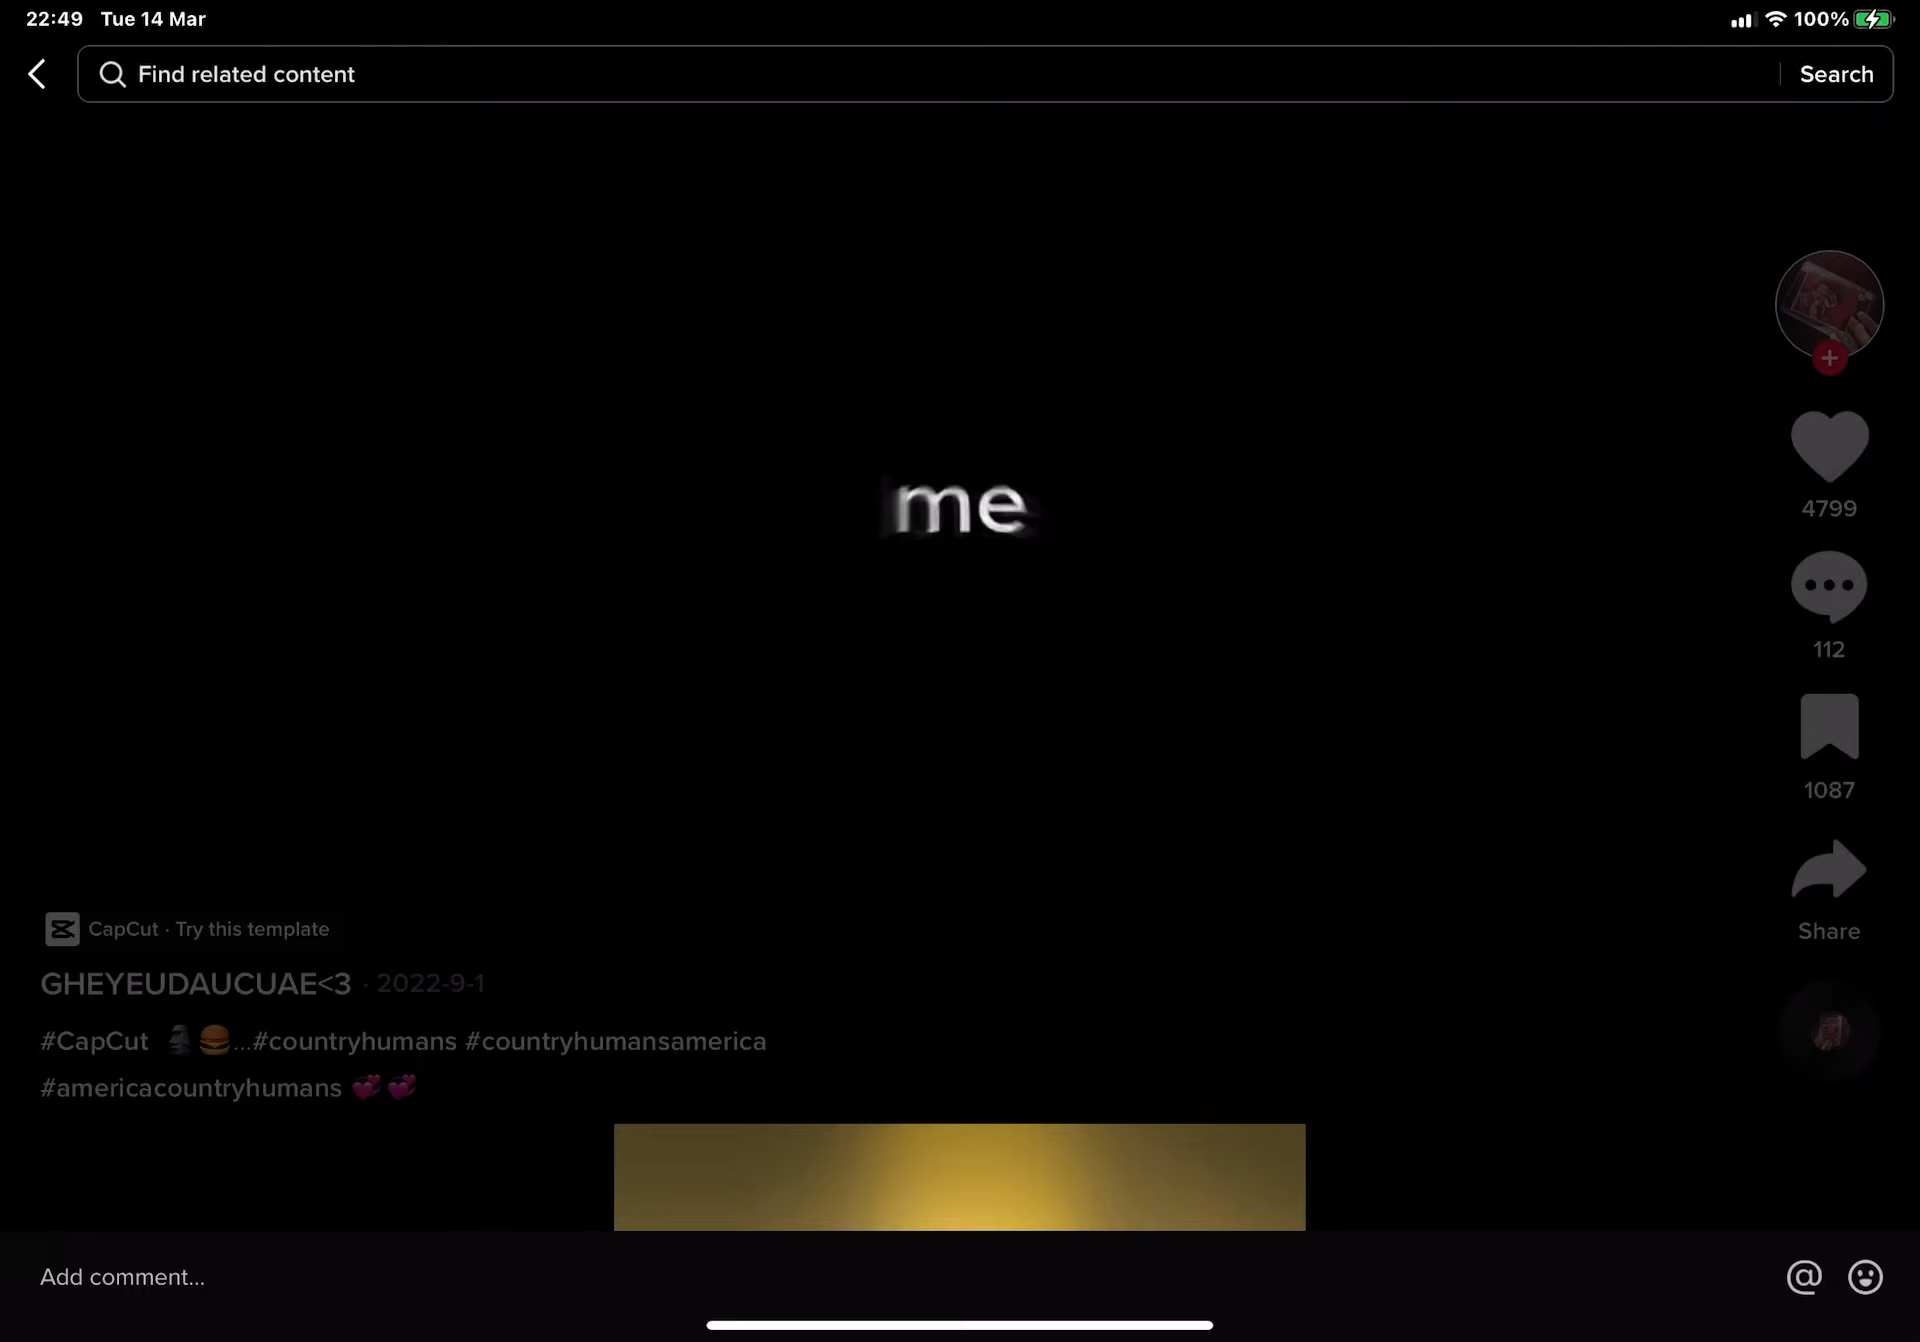 22:49 Tue 14 Mar
100%
Find related content
Search
me
4799
112
1087
Share
CapCut · Try this template
GHEYEUDAUCUAE<3 · 2022-9-1
#CapCut 🗿🍔...#countryhumans #countryhumansamerica
#americacountryhumans 💞💞
Add comment...